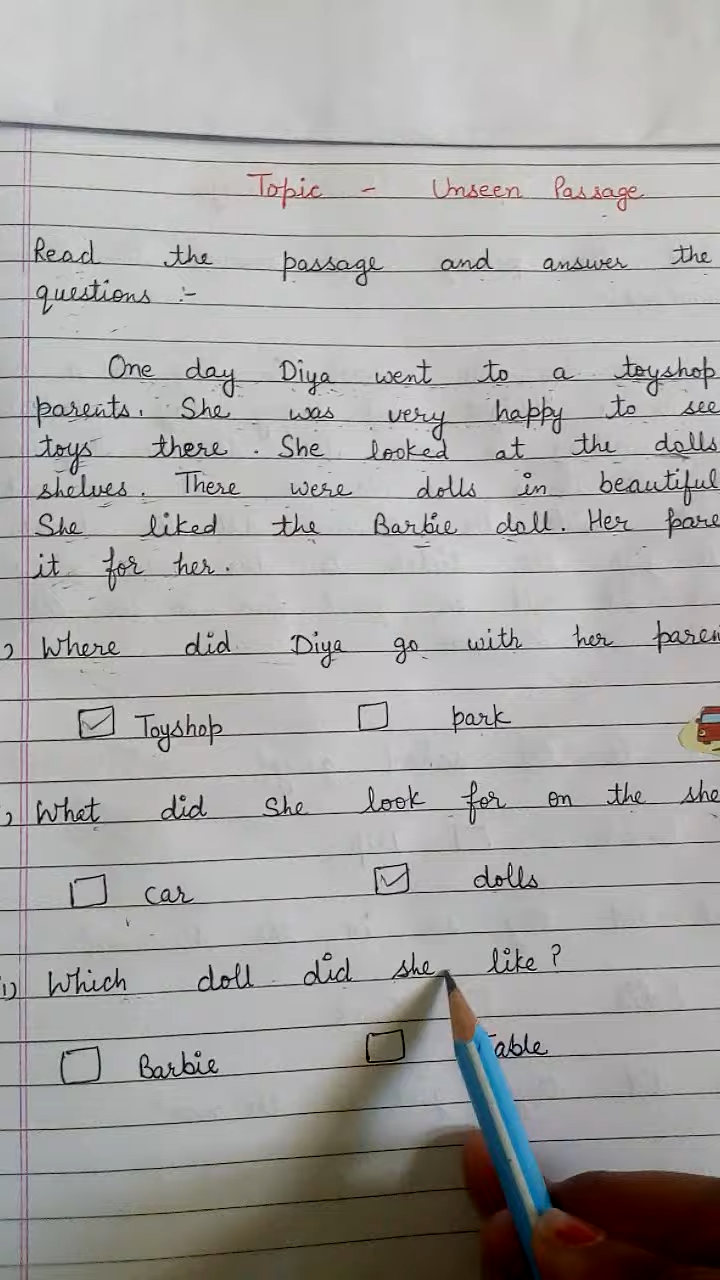 Topic - Unseen Passage
Read the passage and answer the
questions :-
One day Diya went to a toyshop
parents. She was very happy to see
toys there. She looked at the dolls
shelves. There were dolls in beautiful
She liked the Barbie doll. Her pare
it for her.
) Where did Diya go with her paren
Toyshop park
) What did she look for on the she
car dolls
i) Which doll did she like?
Barbie able